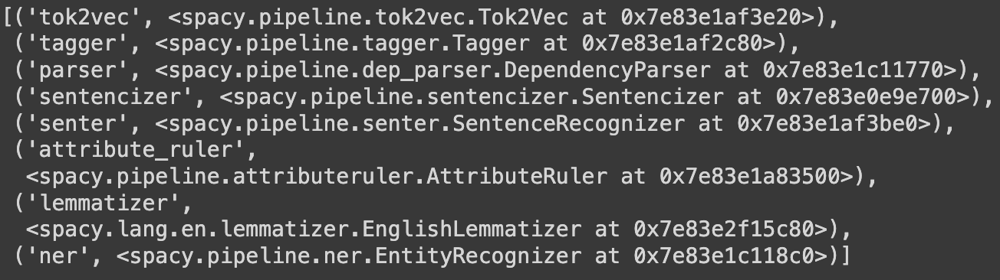 [('tok2vec', <spacy.pipeline.tok2vec.Tok2Vec at 0x7e83e1af3e20>),
 ('tagger', <spacy.pipeline.tagger.Tagger at 0x7e83e1af2c80>),
 ('parser', <spacy.pipeline.dep_parser.DependencyParser at 0x7e83e1c11770>),
 ('sentencizer', <spacy.pipeline.sentencizer.Sentencizer at 0x7e83e0e9e700>),
 ('senter', <spacy.pipeline.senter.SentenceRecognizer at 0x7e83e1af3be0>),
 ('attribute_ruler',
  <spacy.pipeline.attributeruler.AttributeRuler at 0x7e83e1a83500>),
 ('lemmatizer',
  <spacy.lang.en.lemmatizer.EnglishLemmatizer at 0x7e83e2f15c80>),
 ('ner', <spacy.pipeline.ner.EntityRecognizer at 0x7e83e1c118c0>)]